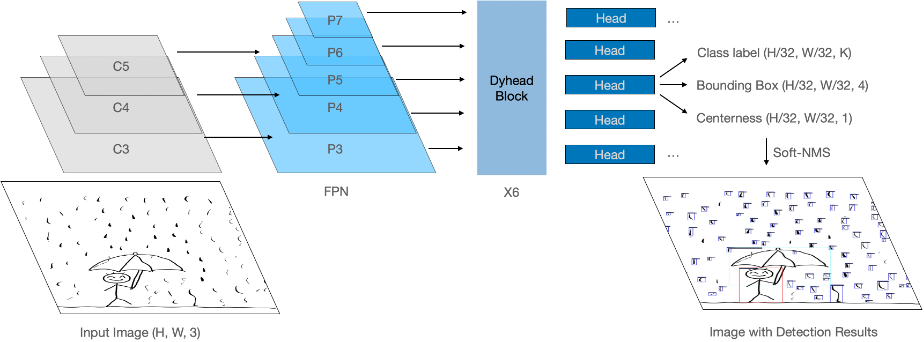 P7
P6
P5
P4
P3
C5
C4
C3
FPN
Dyhead
Block
X6
Head ...
Head
Head
Head
Head ...
Class label (H/32, W/32, K)
Bounding Box (H/32, W/32, 4)
Centerness (H/32, W/32, 1)
Soft-NMS
Input Image (H, W, 3)
Image with Detection Results